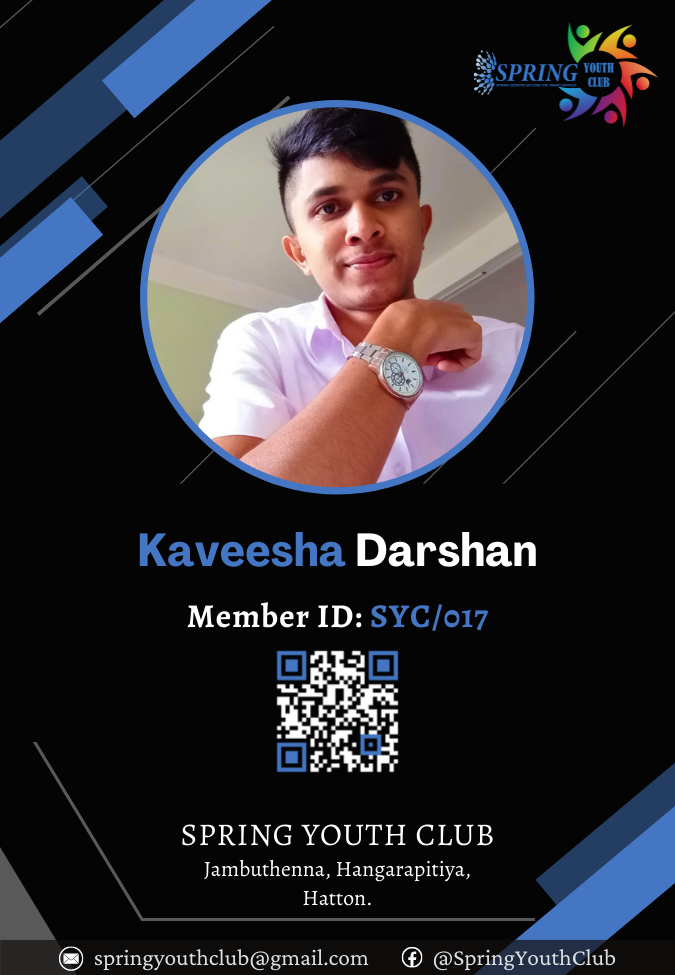 SPRING YOUTH CLUB
Kaveesha Darshan
Member ID: SYC/017
SPRING YOUTH CLUB
Jambuthenna, Hangarapitiya,
Hatton.
springyouthclub@gmail.com @SpringYouthClub